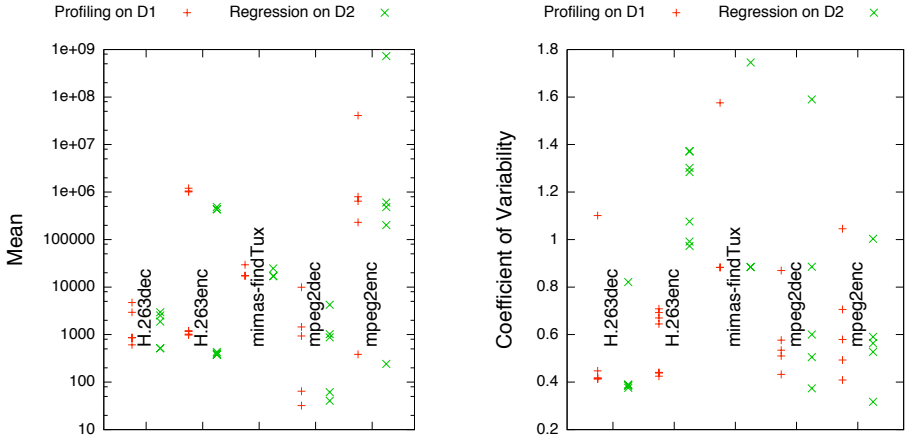 Profiling on D1 Regression on D2
Mean
1e+09
1e+08
1e+07
1e+06
100000
10000
1000
100
10
H.263dec
H.263enc
mimas-findTux
mpeg2dec
mpeg2enc
Profiling on D1 Regression on D2
Coefficient of Variability
1.8
1.6
1.4
1.2
1
0.8
0.6
0.4
0.2
H.263dec
H.263enc
mimas-findTux
mpeg2dec
mpeg2enc